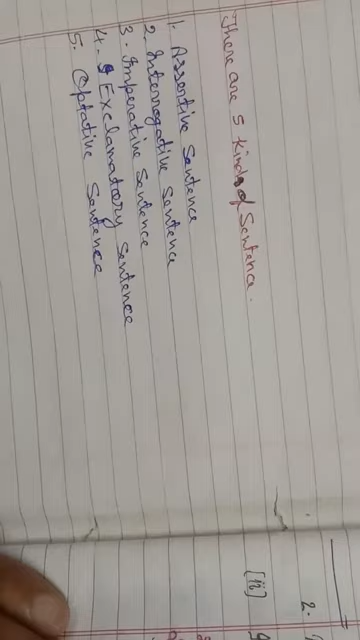 There are 5 kinds of Sentence.
1. Assertive Sentence
2. Interrogative Sentence
3. Imperative Sentence
4. Exclamatory Sentence
5. Optative Sentence
2.
[ii]